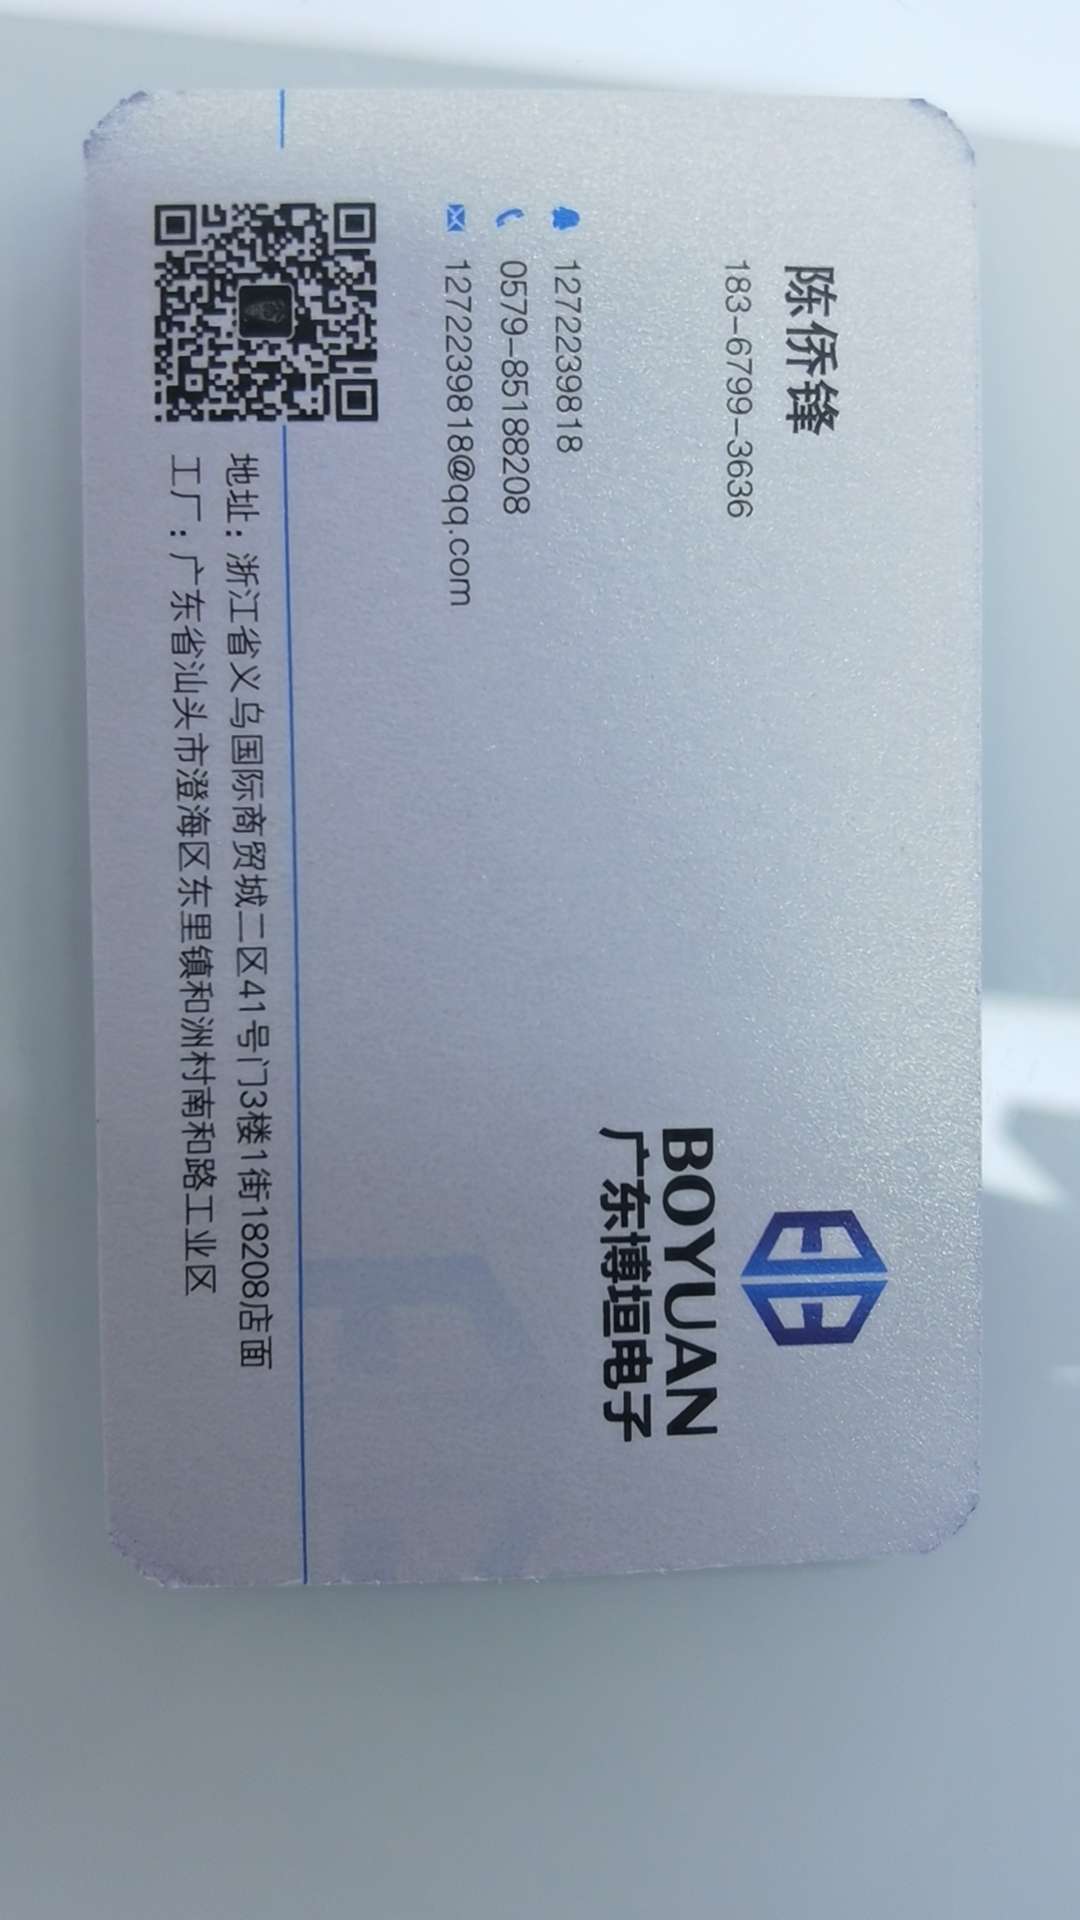 陈侨锋
183-6799-3636
BOYUAN
广东博垣电子
1272239818
0579-85188208
1272239818@qq.com
地址：浙江省义乌国际商贸城二区41号门3楼1街18208店面
工厂：广东省汕头市澄海区东里镇和洲村南和路工业区